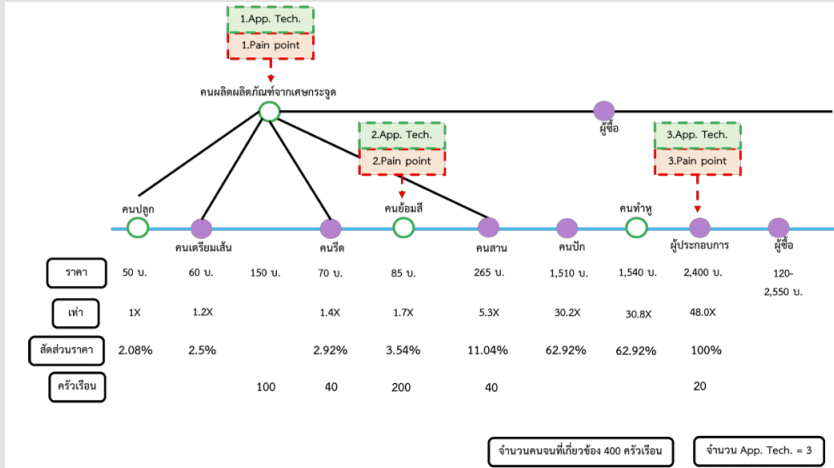 1.App. Tech.
1.Pain point
คนผลิตผลิตภัณฑ์จากเศษกระจูด
ผู้ซื้อ
2.App. Tech.
2.Pain point
3.App. Tech.
3.Pain point
คนปลูก
คนย้อมสี
คนทำหู
คนเตรียมเส้น
คนรีด
คนสาน
คนปัก
ผู้ประกอบการ
ผู้ซื้อ
ราคา 50 บ. 60 บ. 150 บ. 70 บ. 85 บ. 265 บ. 1,510 บ. 1,540 บ. 2,400 บ. 120-
2,550 บ.
เท่า 1X 1.2X 1.4X 1.7X 5.3X 30.2X 30.8X 48.0X
สัดส่วนราคา 2.08% 2.5% 2.92% 3.54% 11.04% 62.92% 62.92% 100%
ครัวเรือน 100 40 200 40 20
จำนวนคนจนที่เกี่ยวข้อง 400 ครัวเรือน
จำนวน App. Tech. = 3